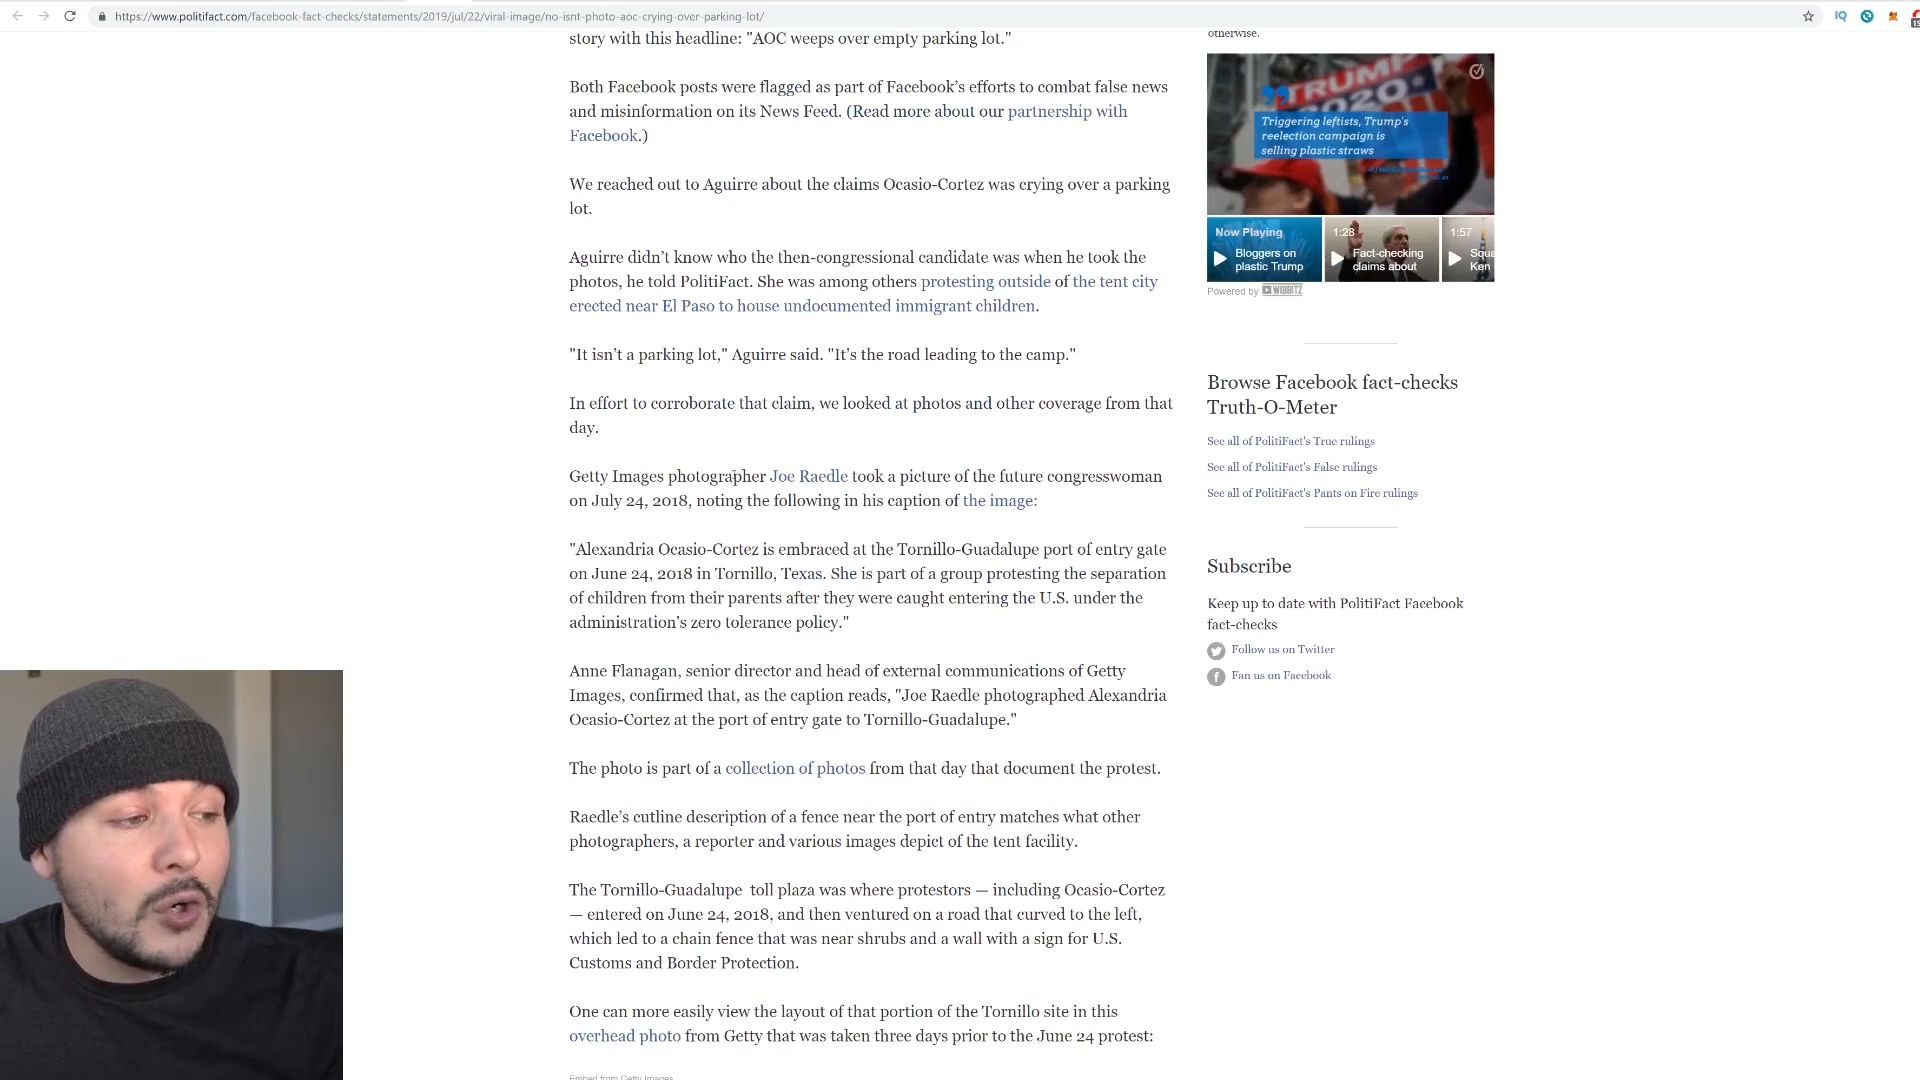 https://www.politifact.com/facebook-fact-checks/statements/2019/jul/22/viral-image/no-isnt-photo-aoc-crying-over-parking-lot/
IQ
story with this headline: "AOC weeps over empty parking lot."
Both Facebook posts were flagged as part of Facebook’s efforts to combat false news
and misinformation on its News Feed. (Read more about our partnership with
Facebook.)
We reached out to Aguirre about the claims Ocasio-Cortez was crying over a parking
lot.
Aguirre didn’t know who the then-congressional candidate was when he took the
photos, he told PolitiFact. She was among others protesting outside of the tent city
erected near El Paso to house undocumented immigrant children.
"It isn’t a parking lot," Aguirre said. "It’s the road leading to the camp."
In effort to corroborate that claim, we looked at photos and other coverage from that
day.
Getty Images photographer Joe Raedle took a picture of the future congresswoman
on July 24, 2018, noting the following in his caption of the image:
"Alexandria Ocasio-Cortez is embraced at the Tornillo-Guadalupe port of entry gate
on June 24, 2018 in Tornillo, Texas. She is part of a group protesting the separation
of children from their parents after they were caught entering the U.S. under the
administration's zero tolerance policy."
Anne Flanagan, senior director and head of external communications of Getty
Images, confirmed that, as the caption reads, "Joe Raedle photographed Alexandria
Ocasio-Cortez at the port of entry gate to Tornillo-Guadalupe."
The photo is part of a collection of photos from that day that document the protest.
Raedle’s cutline description of a fence near the port of entry matches what other
photographers, a reporter and various images depict of the tent facility.
The Tornillo-Guadalupe toll plaza was where protestors — including Ocasio-Cortez
— entered on June 24, 2018, and then ventured on a road that curved to the left,
which led to a chain fence that was near shrubs and a wall with a sign for U.S.
Customs and Border Protection.
One can more easily view the layout of that portion of the Tornillo site in this
overhead photo from Getty that was taken three days prior to the June 24 protest:
Embed from Getty Images
otherwise.
TRUMP
2020
Triggering leftists, Trump's
reelection campaign is
selling plastic straws
Now Playing
Bloggers on
plastic Trump
1:28
Fact-checking
claims about
1:57
Squa
Ken
Powered by WIBBITZ
Browse Facebook fact-checks
Truth-O-Meter
See all of PolitiFact's True rulings
See all of PolitiFact's False rulings
See all of PolitiFact's Pants on Fire rulings
Subscribe
Keep up to date with PolitiFact Facebook
fact-checks
Follow us on Twitter
Fan us on Facebook